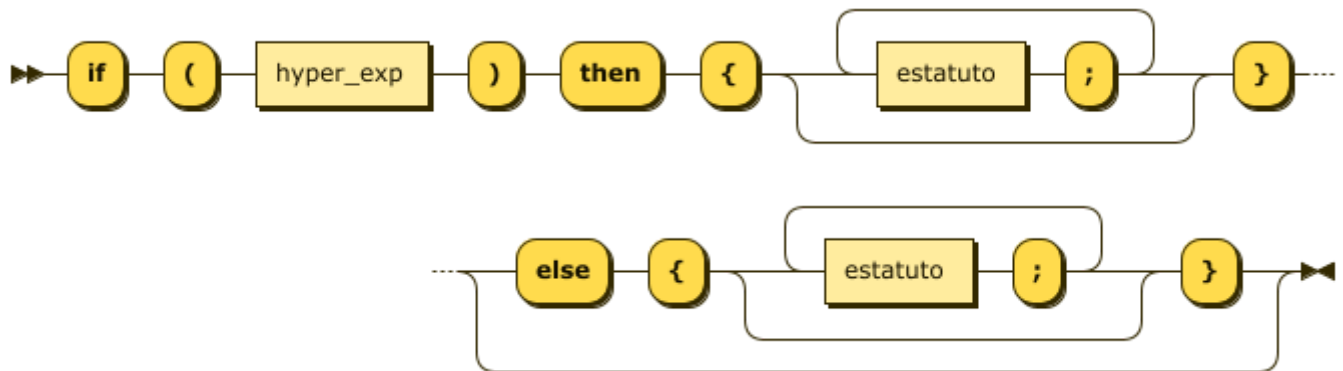 if ( hyper_exp ) then { estatuto ; }
else { estatuto ; }